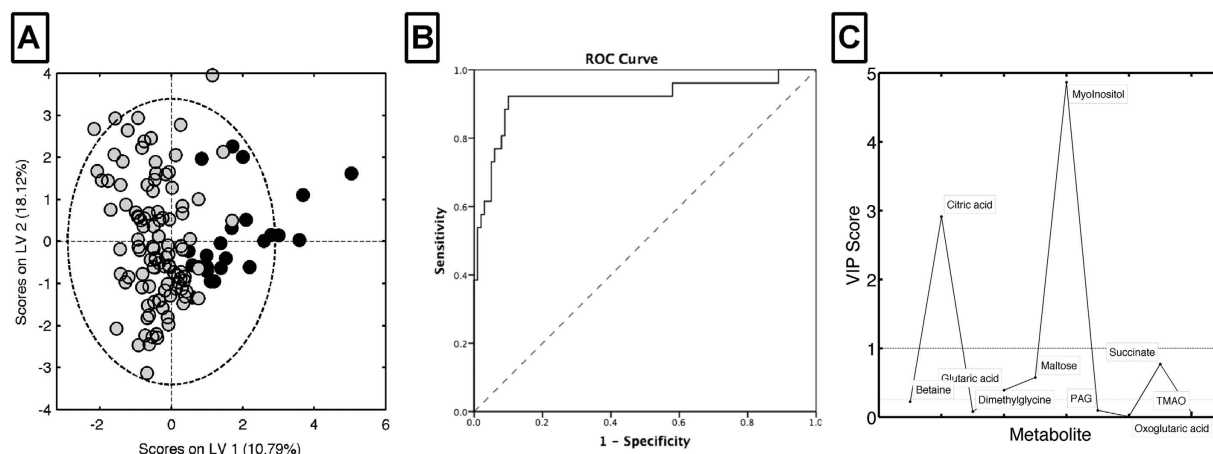 A
4
3
2
1
0
-1
-2
-3
-4
-2 0 2 4 6
Scores on LV 2 (18.12%)
Scores on LV 1 (10.79%)
B
ROC Curve
1.0
0.8
0.6
0.4
0.2
0.0
0.0 0.2 0.4 0.6 0.8 1.0
Sensitivity
1 - Specificity
C
5
4
3
2
1
0
VIP Score
MyoInositol
Citric acid
Succinate
Maltose
Glutaric acid
Betaine
Dimethylglycine
PAG
TMAO
Oxoglutaric acid
Metabolite